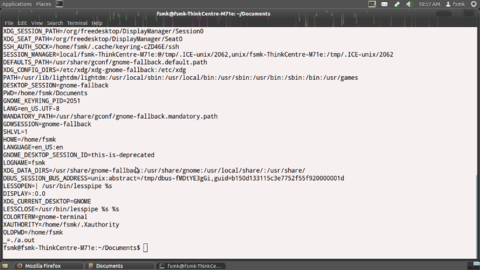 Applications Places 10:57 AM fsmk
fsmk@fsmk-ThinkCentre-M71e: ~/Documents
File Edit View Search Terminal Help
XDG_SESSION_PATH=/org/freedesktop/DisplayManager/Session0
XDG_SEAT_PATH=/org/freedesktop/DisplayManager/Seat0
SSH_AUTH_SOCK=/home/fsmk/.cache/keyring-cZD46E/ssh
SESSION_MANAGER=local/fsmk-ThinkCentre-M71e:@/tmp/.ICE-unix/2062,unix/fsmk-ThinkCentre-M71e:/tmp/.ICE-unix/2062
DEFAULTS_PATH=/usr/share/gconf/gnome-fallback.default.path
XDG_CONFIG_DIRS=/etc/xdg/xdg-gnome-fallback:/etc/xdg
PATH=/usr/lib/lightdm/lightdm:/usr/local/sbin:/usr/local/bin:/usr/sbin:/usr/bin:/sbin:/bin:/usr/games
DESKTOP_SESSION=gnome-fallback
PWD=/home/fsmk/Documents
GNOME_KEYRING_PID=2051
LANG=en_US.UTF-8
MANDATORY_PATH=/usr/share/gconf/gnome-fallback.mandatory.path
GDMSESSION=gnome-fallback
SHLVL=1
HOME=/home/fsmk
LANGUAGE=en_US:en
GNOME_DESKTOP_SESSION_ID=this-is-deprecated
LOGNAME=fsmk
XDG_DATA_DIRS=/usr/share/gnome-fallback:/usr/share/gnome:/usr/local/share/:/usr/share/
DBUS_SESSION_BUS_ADDRESS=unix:abstract=/tmp/dbus-fMDtYE3gGi,guid=b150d133115c3e7752f55f920000001d
LESSOPEN=| /usr/bin/lesspipe %s
DISPLAY=:0.0
XDG_CURRENT_DESKTOP=GNOME
LESSCLOSE=/usr/bin/lesspipe %s %s
COLORTERM=gnome-terminal
XAUTHORITY=/home/fsmk/.Xauthority
OLDPWD=/home/fsmk
_=./a.out
fsmk@fsmk-ThinkCentre-M71e:~/Documents$
Mozilla Firefox Documents fsmk@fsmk-ThinkCe...